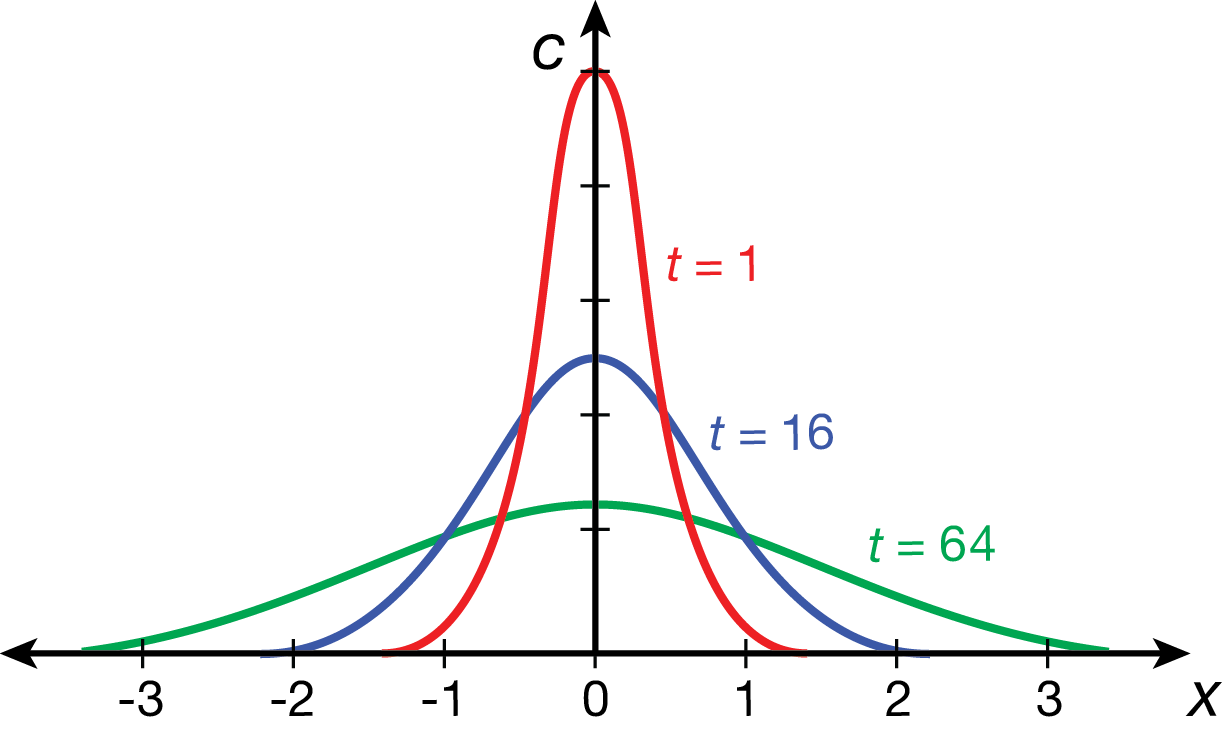 C
t = 1
t = 16
t = 64
-3 -2 -1 0 1 2 3 x